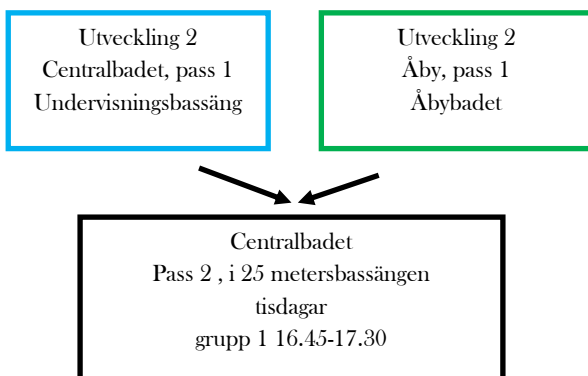 Utveckling 2
Centralbadet, pass 1
Undervisningsbassäng
Utveckling 2
Åby, pass 1
Åbybadet
Centralbadet
Pass 2 , i 25 metersbassängen
tisdagar
grupp 1 16.45-17.30